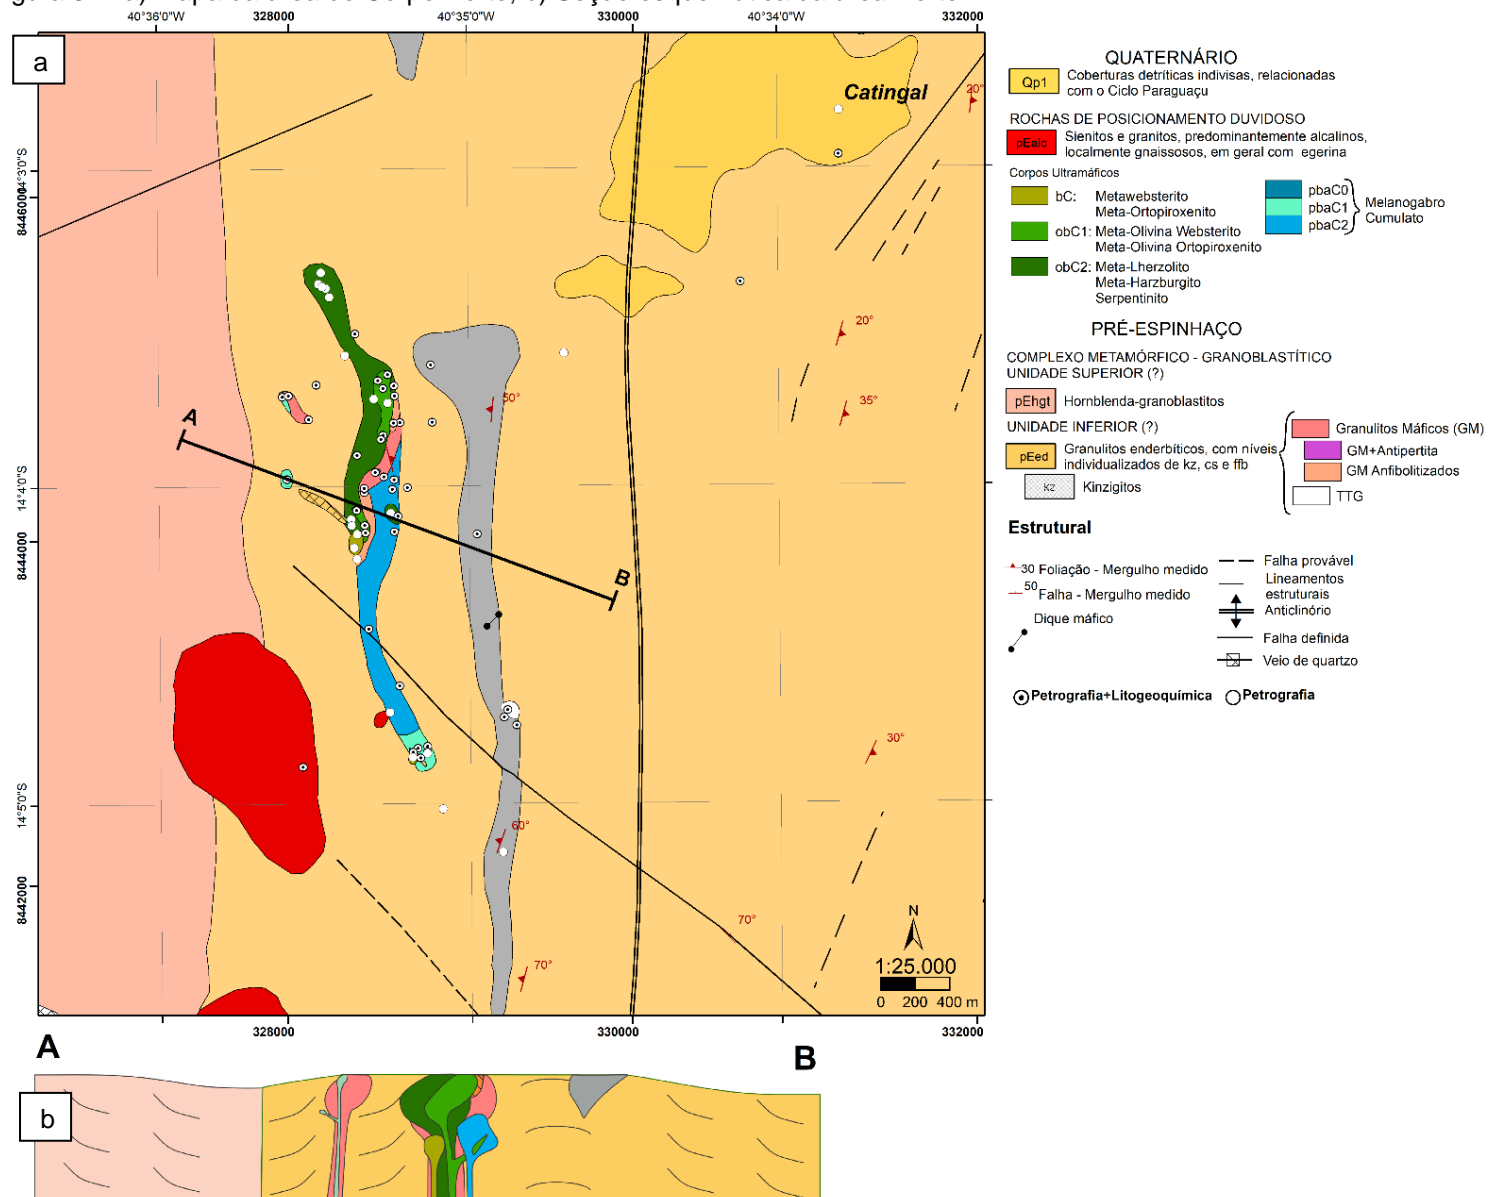 40°36'0"W
328000
40°35'0"W
330000
40°34'0"W
332000
a
Catingal
20°
8446000
20°
35°
50°
A
14°4'0"S
8444000
B
30°
14°5'0"S
60°
8442000
70°
70°
N
1:25.000
0 200 400 m
328000
330000
332000
QUATERNÁRIO
Qp1 Coberturas detríticas indivisas, relacionadas
com o Ciclo Paraguaçu
ROCHAS DE POSICIONAMENTO DUVIDOSO
pEalc Sienitos e granitos, predominantemente alcalinos,
localmente gnaissosos, em geral com egerina
Corpos Ultramáficos
bC: Metawebsterito
Meta-Ortopiroxenito
obC1: Meta-Olivina Websterito
Meta-Olivina Ortopiroxenito
obC2: Meta-Lherzolito
Meta-Harzburgito
Serpentinito
pbaC0
pbaC1
pbaC2
Melanogabro
Cumulato
PRÉ-ESPINHAÇO
COMPLEXO METAMÓRFICO - GRANOBLASTÍTICO
UNIDADE SUPERIOR (?)
pEhgt Hornblenda-granoblastitos
UNIDADE INFERIOR (?)
pEed Granulitos enderbíticos, com níveis
individualizados de kz, cs e ffb
kz Kinzigitos
Granulitos Máficos (GM)
GM+Antipertita
GM Anfibolitizados
TTG
Estrutural
30 Foliação - Mergulho medido
50 Falha - Mergulho medido
Dique máfico
Falha provável
Lineamentos
estruturais
Anticlinório
Falha definida
Veio de quartzo
Petrografia+Litogeoquímica
Petrografia
A
B
b